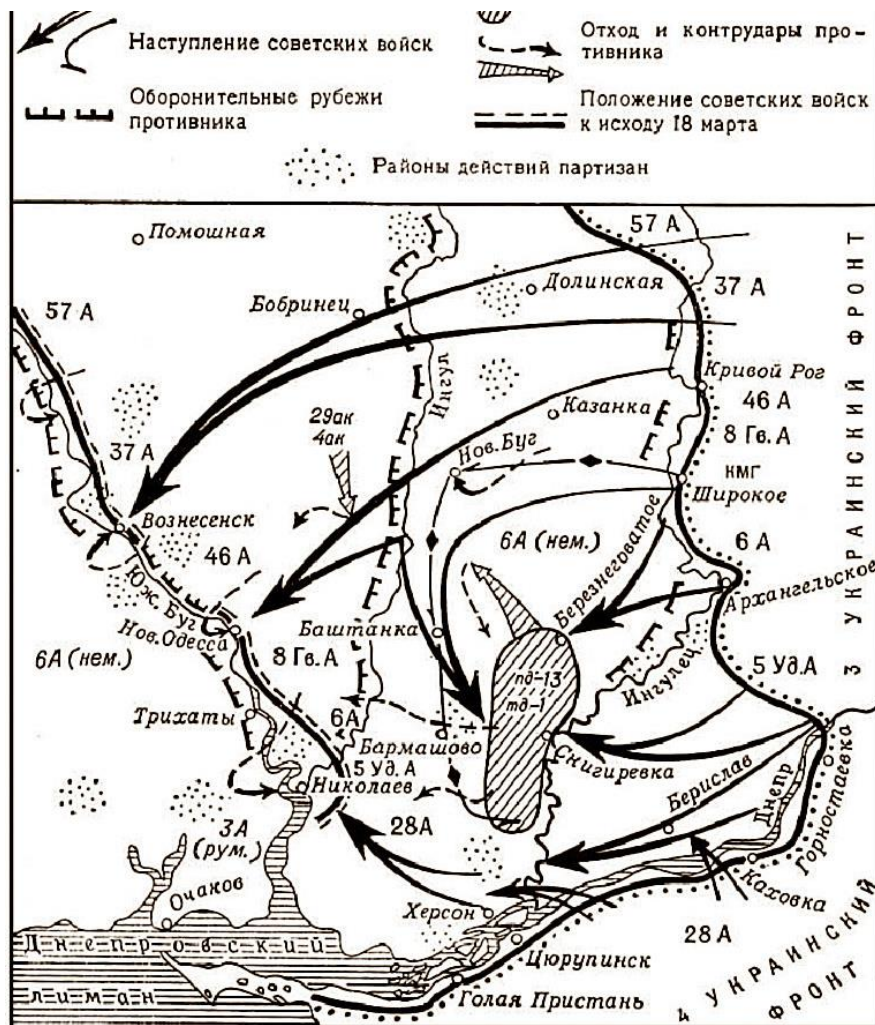 Наступление советских войск
Отход и контрудары про-
тивника
Оборонительные рубежи
противника
Положение советских войск
к исходу 18 марта
Районы действий партизан
Помошная
57 А
Долинская
37 А
Бобринец
57 А
Ингул
Кривой Рог
46 А
Казанка
29ак
4ак
8 Гв. А
37 А
Нов. Буг
КМГ
Широкое
Вознесенск
6А (нем.)
Березнеговатое
6 А
46 А
Архангельское
Юж. Буг
Нов. Одесса
Баштанка
6А (нем.)
8 Гв. А
пд-13
тд-1
Ингулец
5 Уд. А
Трихаты
6А
Бармашово
Снигиревка
5 Уд. А
Николаев
Берислав
Днепр
Горностаевка
3А
(рум.)
28А
Каховка
Очаков
Херсон
28 А
Днепровский
лиман
Цюрупинск
Голая Пристань
3 УКРАИНСКИЙ ФРОНТ
4 УКРАИНСКИЙ
ФРОНТ